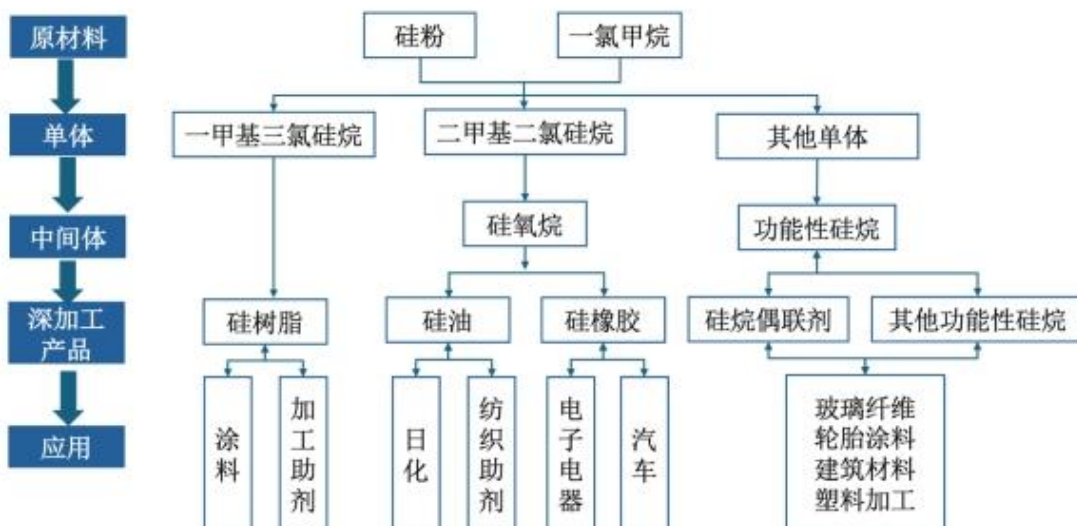 原材料
硅粉
一氯甲烷
单体
一甲基三氯硅烷
二甲基二氯硅烷
其他单体
中间体
硅氧烷
功能性硅烷
深加工
产品
硅树脂
硅油
硅橡胶
硅烷偶联剂
其他功能性硅烷
应用
涂料
加工助剂
日化
纺织助剂
电子电器
汽车
玻璃纤维
轮胎涂料
建筑材料
塑料加工